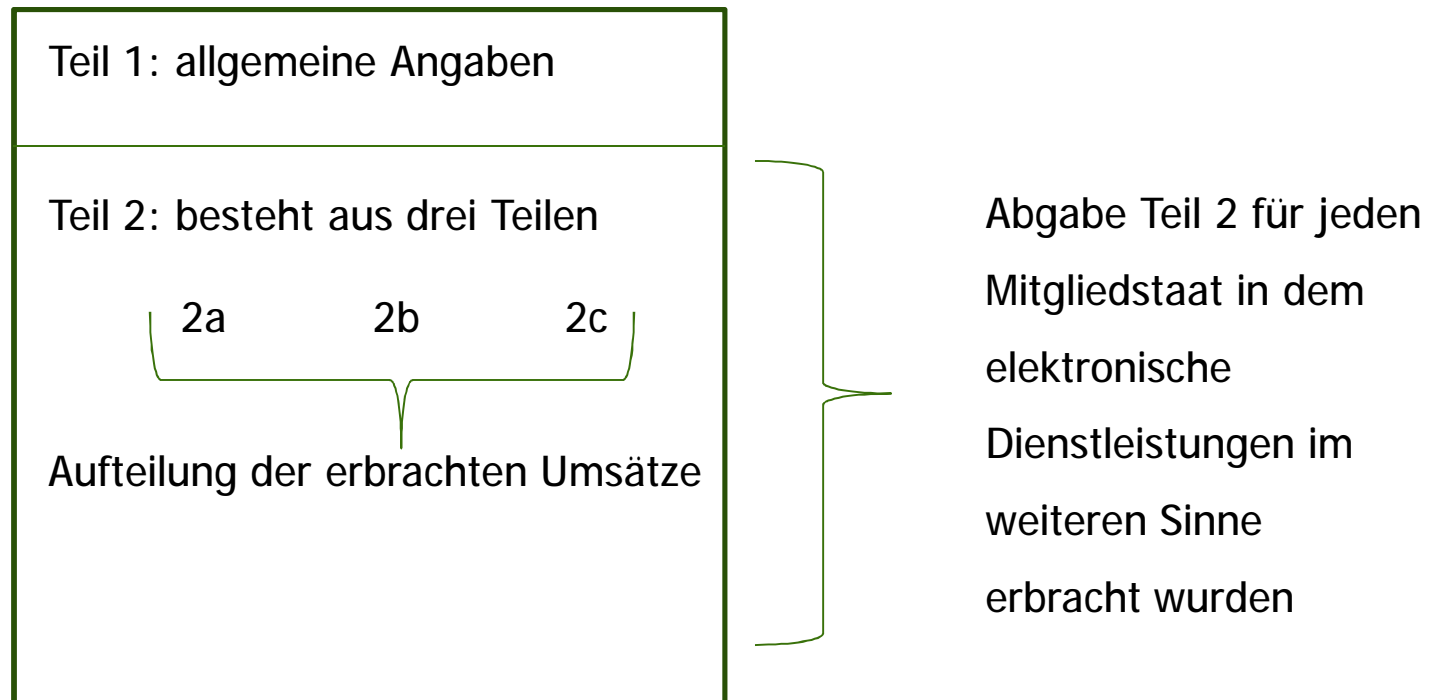 Teil 1: allgemeine Angaben
Teil 2: besteht aus drei Teilen
2a 2b 2c
Aufteilung der erbrachten Umsätze
Abgabe Teil 2 für jeden
Mitgliedstaat in dem
elektronische
Dienstleistungen im
weiteren Sinne
erbracht wurden